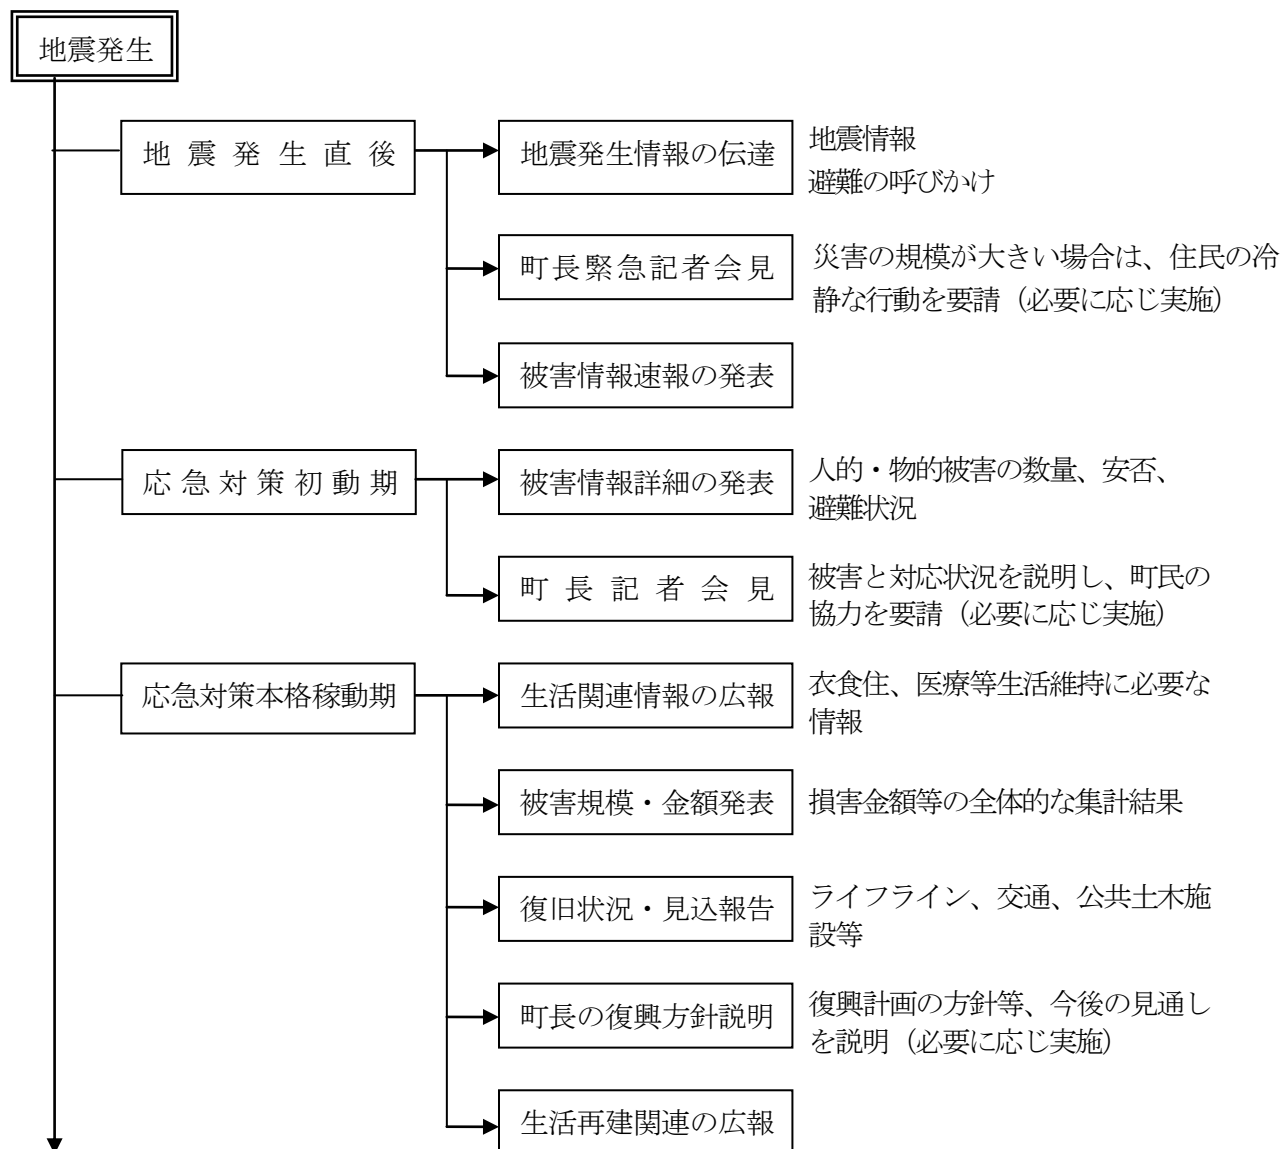 地震発生
地震発生直後
地震発生情報の伝達
地震情報
避難の呼びかけ
町長緊急記者会見
災害の規模が大きい場合は、住民の冷
静な行動を要請（必要に応じ実施）
被害情報速報の発表
応急対策初動期
被害情報詳細の発表
人的・物的被害の数量、安否、
避難状況
町長記者会見
被害と対応状況を説明し、町民の
協力を要請（必要に応じ実施）
応急対策本格稼動期
生活関連情報の広報
衣食住、医療等生活維持に必要な
情報
被害規模・金額発表
損害金額等の全体的な集計結果
復旧状況・見込報告
ライフライン、交通、公共土木施
設等
町長の復興方針説明
復興計画の方針等、今後の見通し
を説明（必要に応じ実施）
生活再建関連の広報